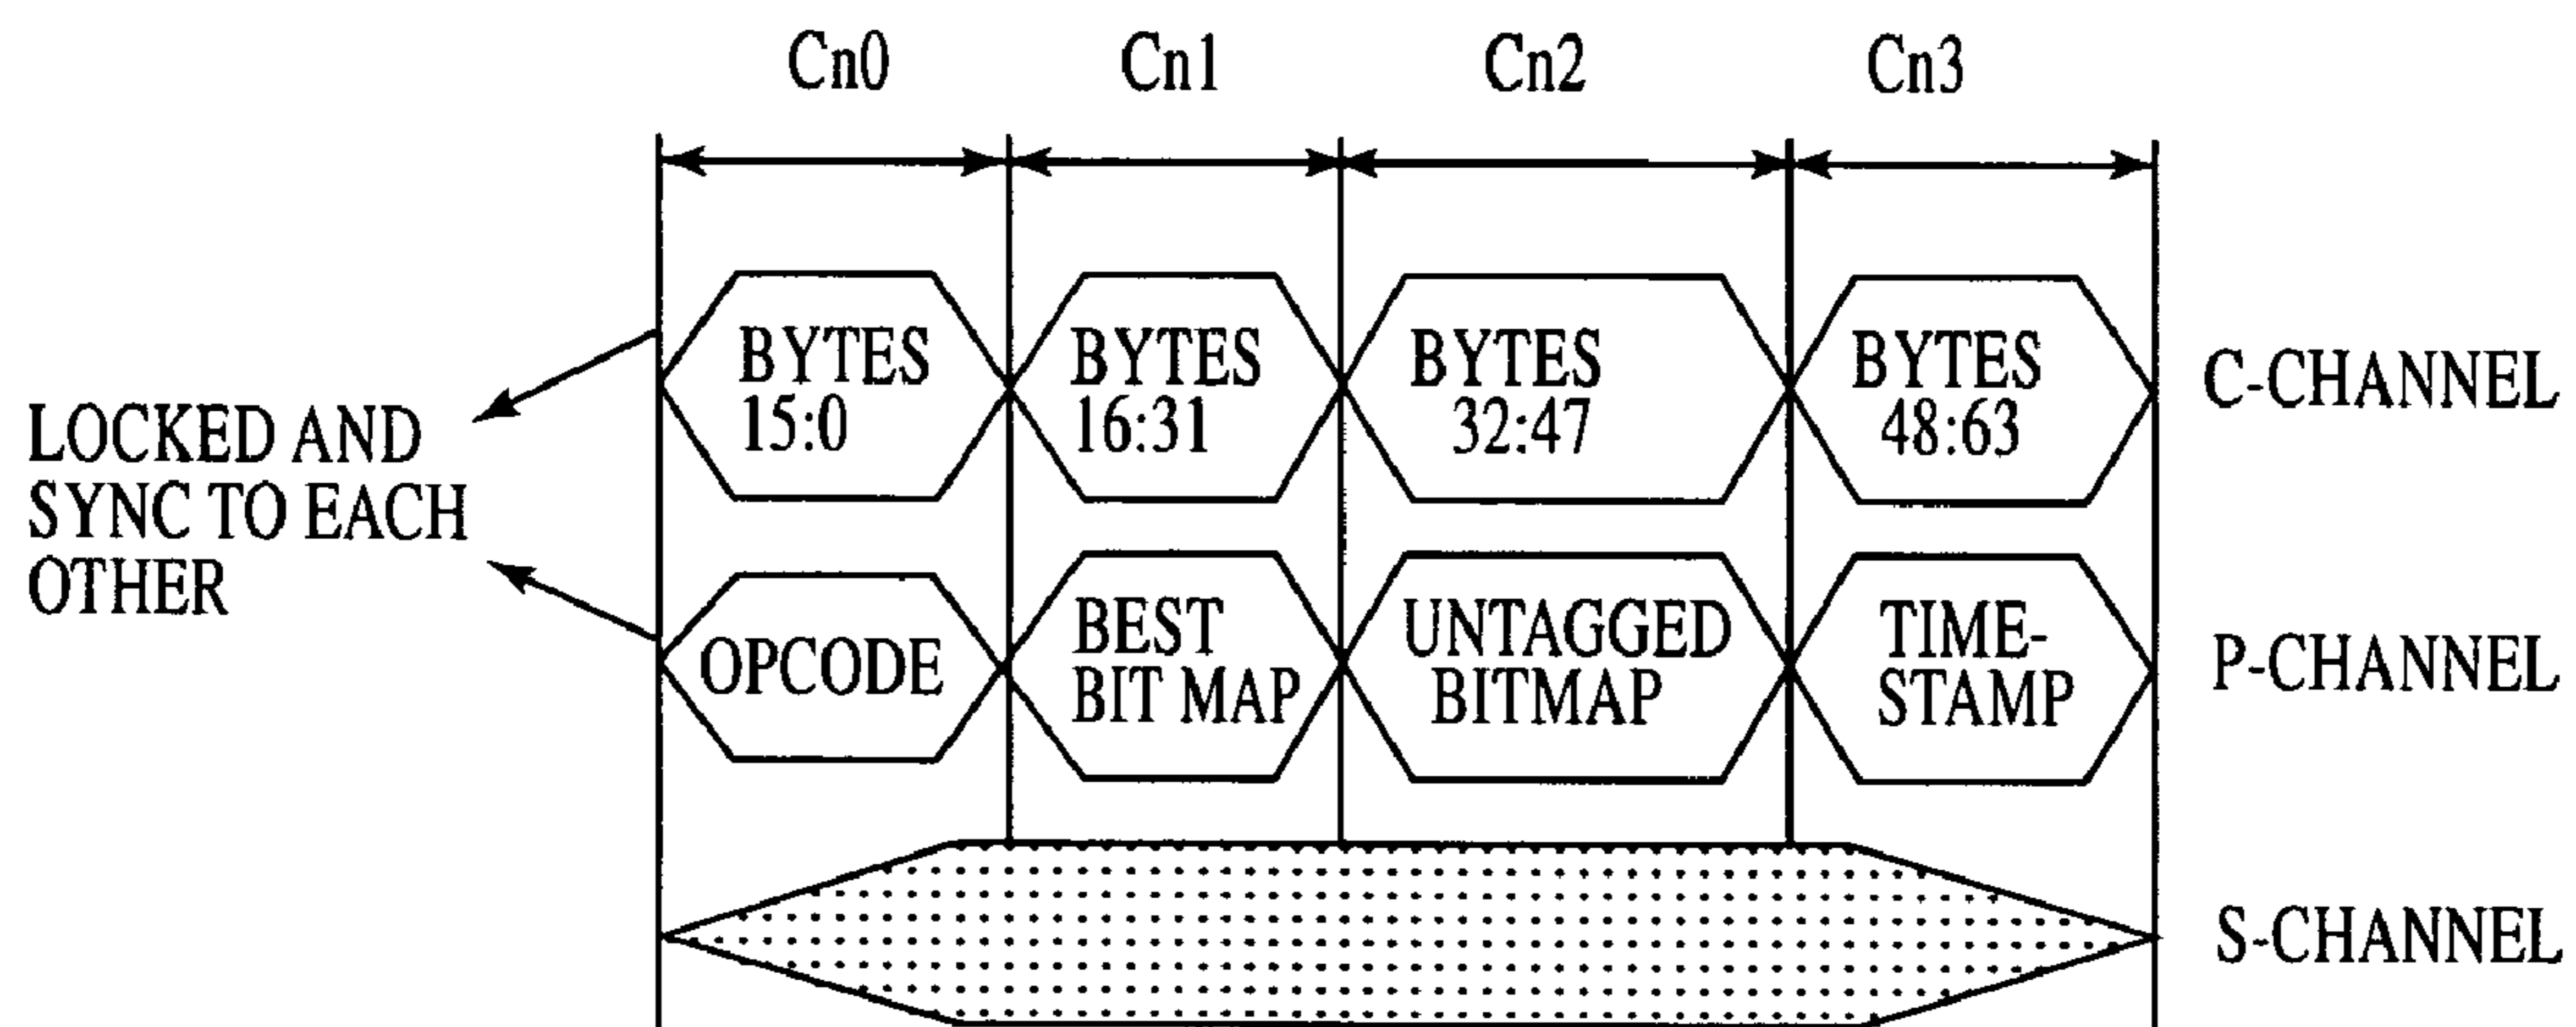 Cn0 Cn1 Cn2 Cn3
BYTES
15:0
BYTES
16:31
BYTES
32:47
BYTES
48:63
C-CHANNEL
LOCKED AND
SYNC TO EACH
OTHER
OPCODE
BEST
BIT MAP
UNTAGGED
BITMAP
TIME-
STAMP
P-CHANNEL
S-CHANNEL